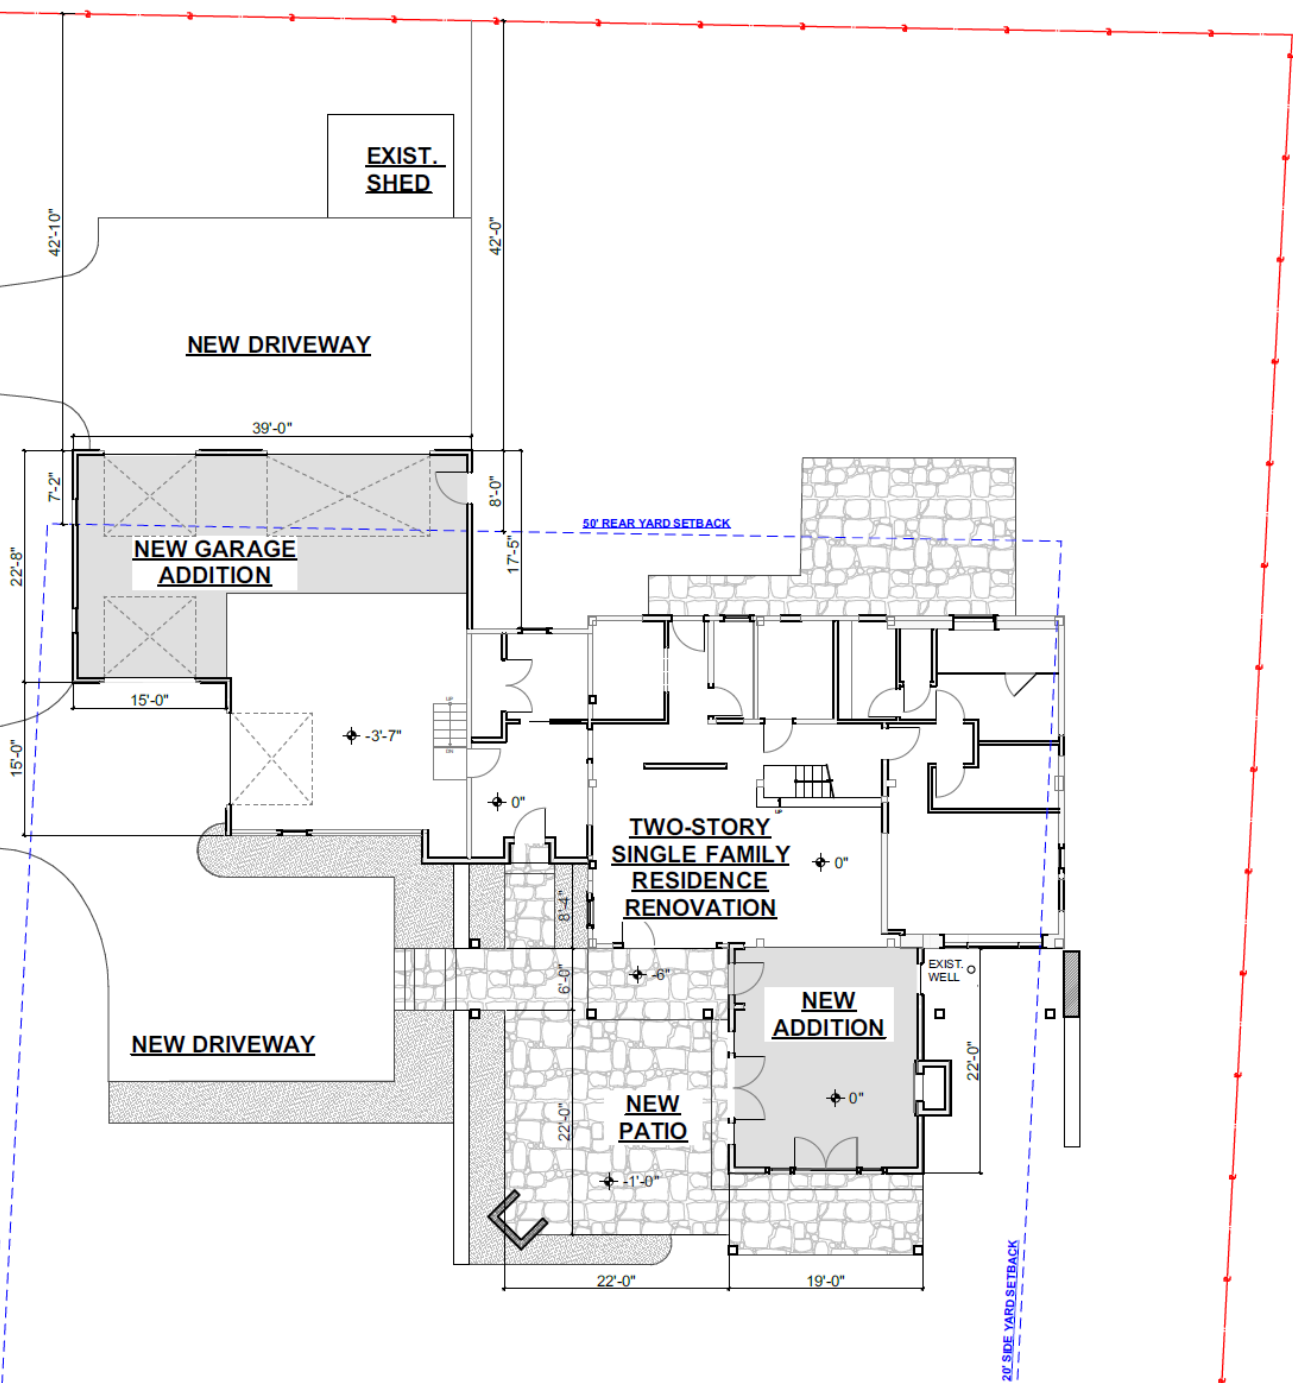 EXIST.
SHED
42'-10"
42'-0"
NEW DRIVEWAY
39'-0"
7'-2"
8'-0"
50' REAR YARD SETBACK
NEW GARAGE
ADDITION
22'-8"
17'-5"
15'-0"
UP
-3'-7"
DN
15'-0"
0"
UP
TWO-STORY
SINGLE FAMILY
RESIDENCE
RENOVATION
0"
8'-4"
EXIST.
WELL
6'-0"
-6"
NEW
ADDITION
NEW DRIVEWAY
22'-0"
0"
NEW
PATIO
22'-0"
-1'-0"
22'-0"
19'-0"
20' SIDE YARD SETBACK